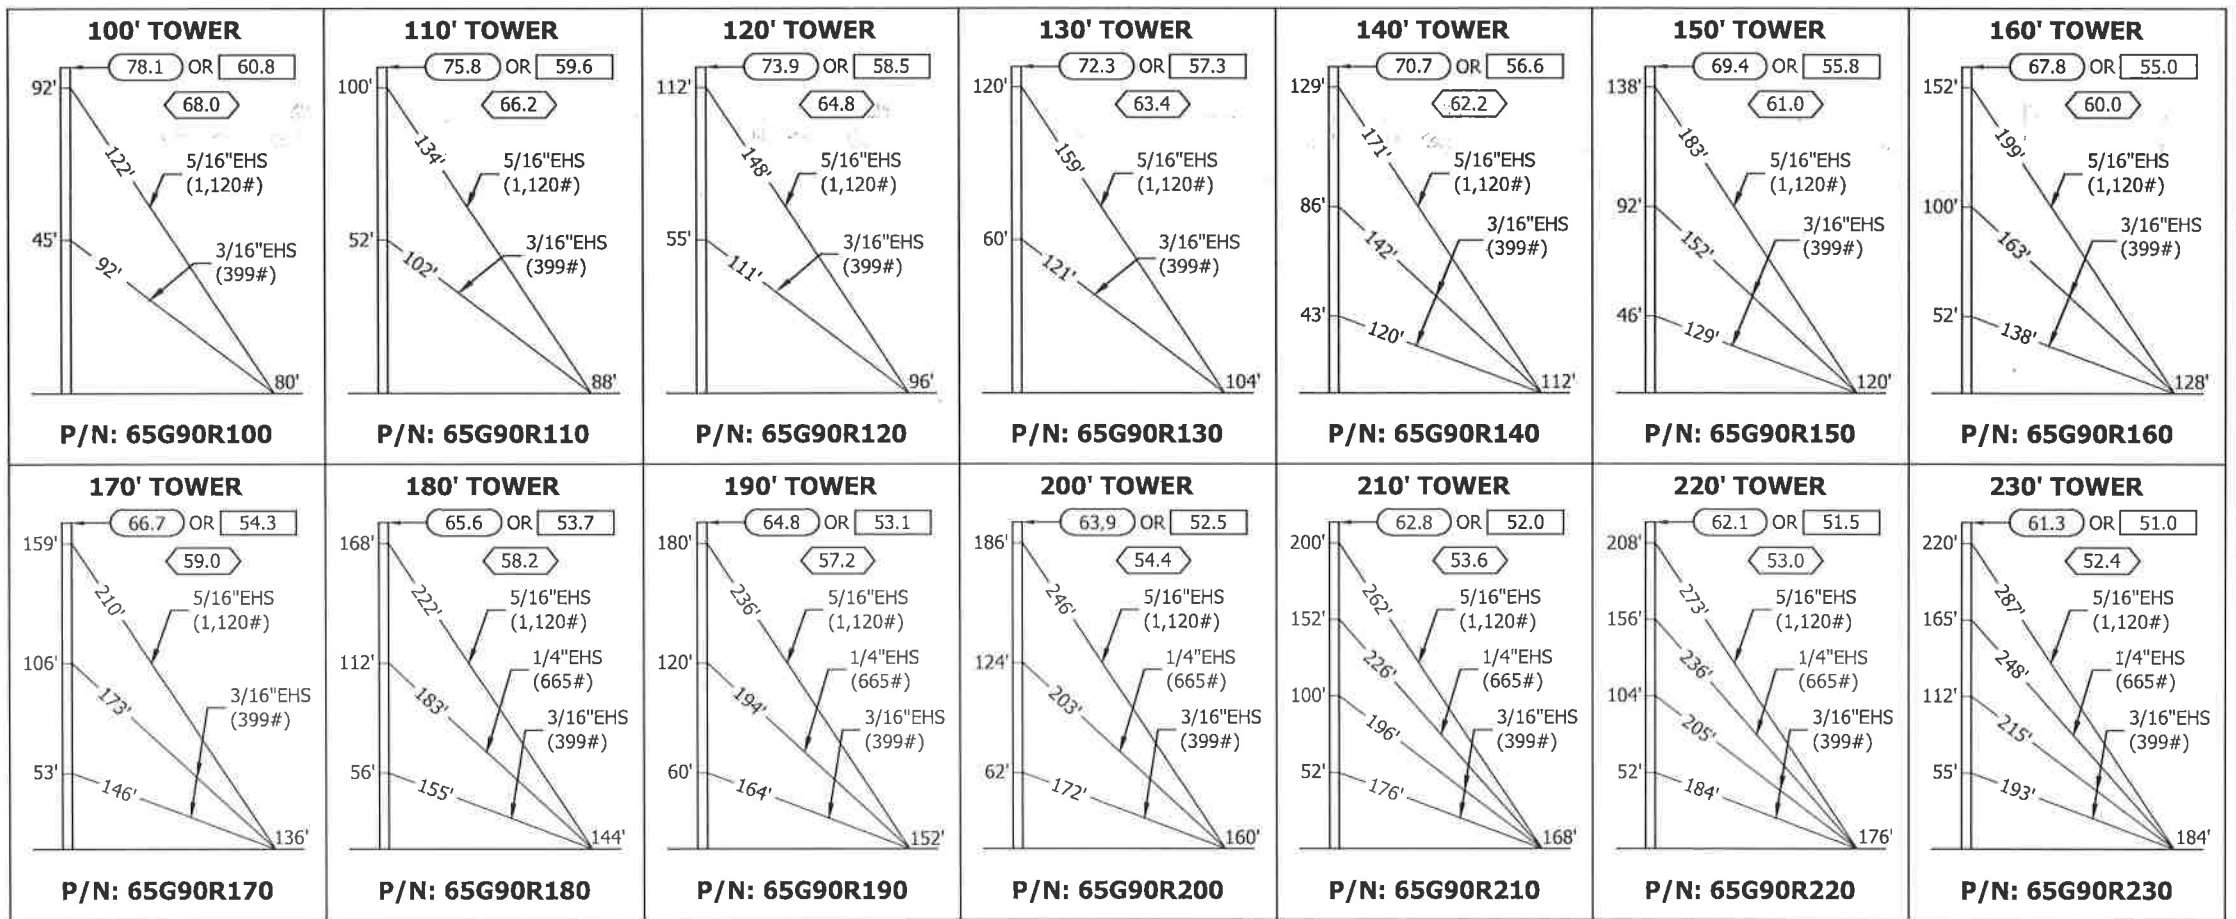 100' TOWER
78.1 OR 60.8
68.0
92'
122'
5/16"EHS
(1,120#)
45'
92'
3/16"EHS
(399#)
80'
P/N: 65G90R100
110' TOWER
75.8 OR 59.6
66.2
100'
134'
5/16"EHS
(1,120#)
52'
102'
3/16"EHS
(399#)
88'
P/N: 65G90R110
120' TOWER
73.9 OR 58.5
64.8
112'
148'
5/16"EHS
(1,120#)
55'
111'
3/16"EHS
(399#)
96'
P/N: 65G90R120
130' TOWER
72.3 OR 57.3
63.4
120'
159'
5/16"EHS
(1,120#)
60'
121'
3/16"EHS
(399#)
104'
P/N: 65G90R130
140' TOWER
70.7 OR 56.6
62.2
129'
171'
5/16"EHS
(1,120#)
86'
142'
3/16"EHS
(399#)
43'
120'
112'
P/N: 65G90R140
150' TOWER
69.4 OR 55.8
61.0
138'
183'
5/16"EHS
(1,120#)
92'
152'
3/16"EHS
(399#)
46'
129'
120'
P/N: 65G90R150
160' TOWER
67.8 OR 55.0
60.0
152'
199'
5/16"EHS
(1,120#)
100'
163'
3/16"EHS
(399#)
52'
138'
128'
P/N: 65G90R160
170' TOWER
66.7 OR 54.3
59.0
159'
210'
5/16"EHS
(1,120#)
106'
173'
3/16"EHS
(399#)
53'
146'
136'
P/N: 65G90R170
180' TOWER
65.6 OR 53.7
58.2
168'
222'
5/16"EHS
(1,120#)
112'
183'
1/4"EHS
(665#)
3/16"EHS
(399#)
56'
155'
144'
P/N: 65G90R180
190' TOWER
64.8 OR 53.1
57.2
180'
236'
5/16"EHS
(1,120#)
120'
194'
1/4"EHS
(665#)
3/16"EHS
(399#)
60'
164'
152'
P/N: 65G90R190
200' TOWER
63.9 OR 52.5
54.4
186'
246'
5/16"EHS
(1,120#)
124'
203'
1/4"EHS
(665#)
3/16"EHS
(399#)
62'
172'
160'
P/N: 65G90R200
210' TOWER
62.8 OR 52.0
53.6
200'
262'
5/16"EHS
(1,120#)
152'
226'
1/4"EHS
(665#)
100'
196'
3/16"EHS
(399#)
52'
176'
168'
P/N: 65G90R210
220' TOWER
62.1 OR 51.5
53.0
208'
273'
5/16"EHS
(1,120#)
156'
236'
1/4"EHS
(665#)
104'
205'
3/16"EHS
(399#)
52'
184'
176'
P/N: 65G90R220
230' TOWER
61.3 OR 51.0
52.4
220'
287'
5/16"EHS
(1,120#)
165'
248'
1/4"EHS
(665#)
112'
215'
3/16"EHS
(399#)
55'
193'
184'
P/N: 65G90R230